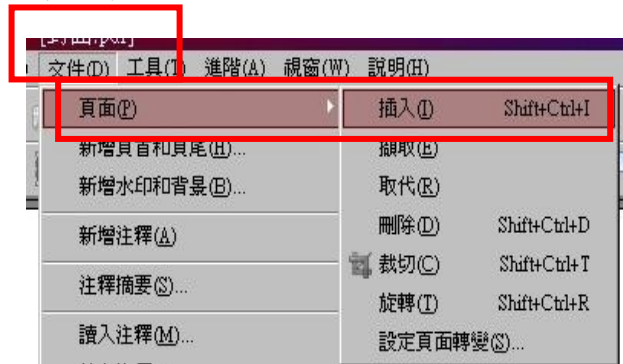 [封面.pdf]
文件(D) 工具(T) 進階(A) 視窗(W) 說明(H)
頁面(P)
新增頁首和頁尾(H)...
新增水印和背景(B)...
新增注釋(A)
注釋摘要(S)...
讀入注釋(M)...
插入(I) Shift+Ctrl+I
擷取(E)
取代(R)
刪除(D) Shift+Ctrl+D
裁切(C) Shift+Ctrl+T
旋轉(T) Shift+Ctrl+R
設定頁面轉變(S)...